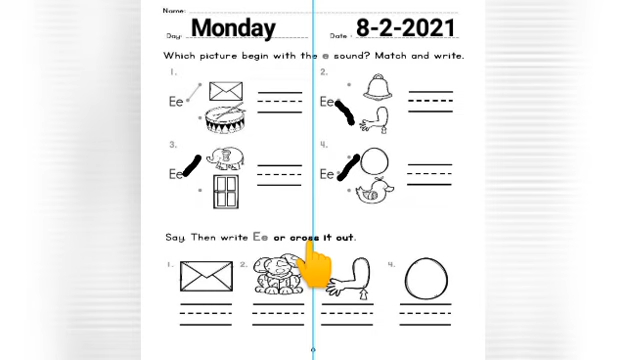 Name:
Day: Monday Date: 8-2-2021
Which picture begin with the e sound? Match and write.
1. 2.
Ee Ee
3. 4.
Ee Ee
Say. Then write Ee or cross it out.
1. 2. 4.